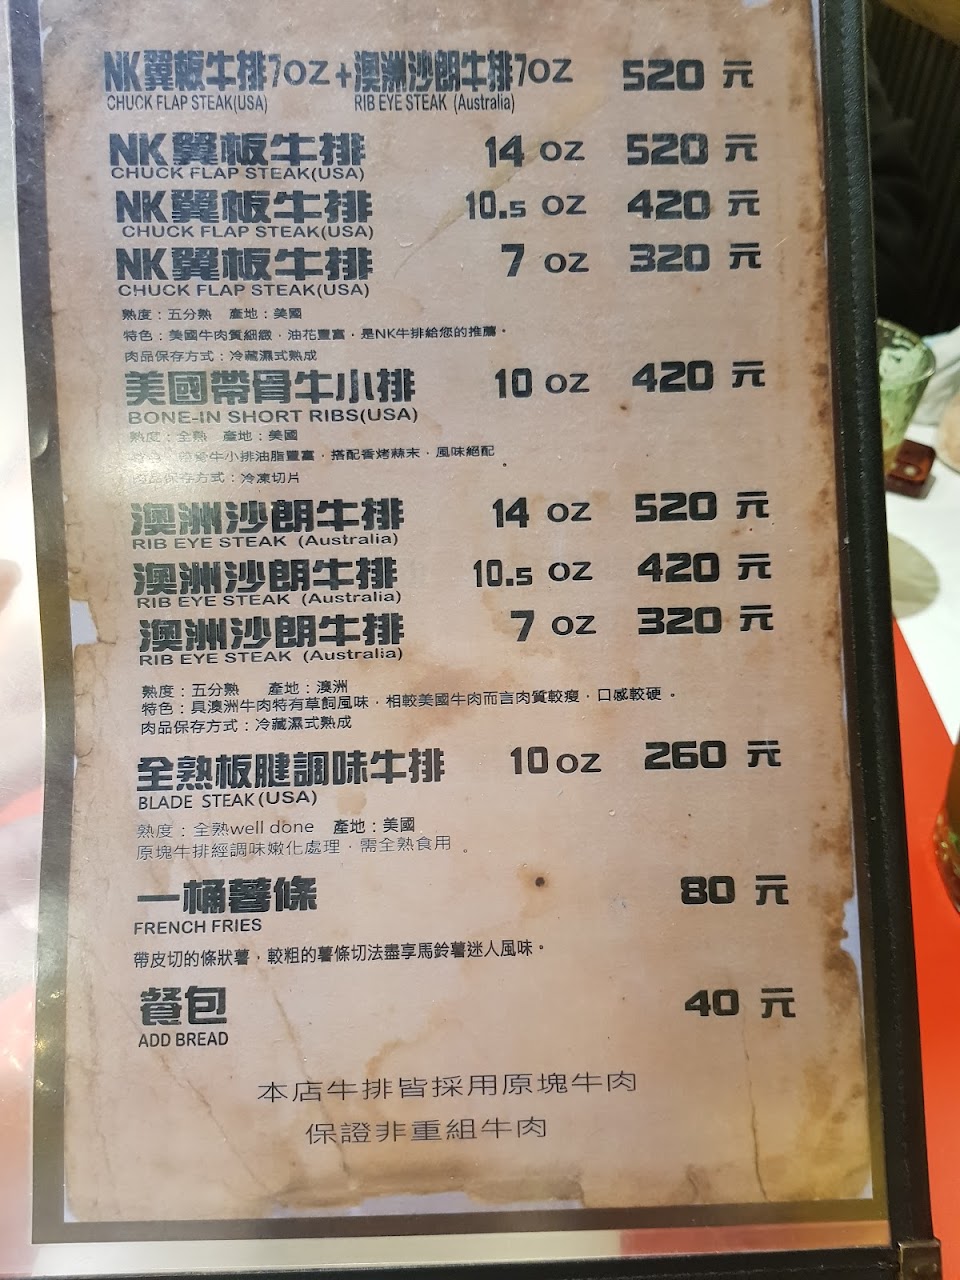 NK翼板牛排7OZ+澳洲沙朗牛排7OZ 520 元
CHUCK FLAP STEAK(USA) RIB EYE STEAK (Australia)
NK翼板牛排 14 oz 520 元
CHUCK FLAP STEAK(USA)
NK翼板牛排 10.5 oz 420 元
CHUCK FLAP STEAK(USA)
NK翼板牛排 7 oz 320 元
CHUCK FLAP STEAK(USA)
熟度：五分熟 產地：美國
特色：美國牛肉質細緻，油花豐富，是NK牛排給您的推薦。
肉品保存方式：冷藏濕式熟成
美國帶骨牛小排 10 oz 420 元
BONE-IN SHORT RIBS(USA)
熟度：全熟 產地：美國
牛小排油脂豐富，搭配香烤蒜末，風味絕配。
肉品保存方式：冷凍切片
澳洲沙朗牛排 14 oz 520 元
RIB EYE STEAK (Australia)
澳洲沙朗牛排 10.5 oz 420 元
RIB EYE STEAK (Australia)
澳洲沙朗牛排 7 oz 320 元
RIB EYE STEAK (Australia)
熟度：五分熟 產地：澳洲
特色：具澳洲牛肉特有草飼風味，相較美國牛肉而言肉質較瘦，口感較硬。
肉品保存方式：冷藏濕式熟成
全熟板腱調味牛排 10 oz 260 元
BLADE STEAK(USA)
熟度：全熟well done 產地：美國
原塊牛排經調味嫩化處理，需全熟食用。
一桶薯條 80 元
FRENCH FRIES
帶皮切的條狀薯，較粗的薯條切法盡享馬鈴薯迷人風味。
餐包 40 元
ADD BREAD
本店牛排皆採用原塊牛肉
保證非重組牛肉